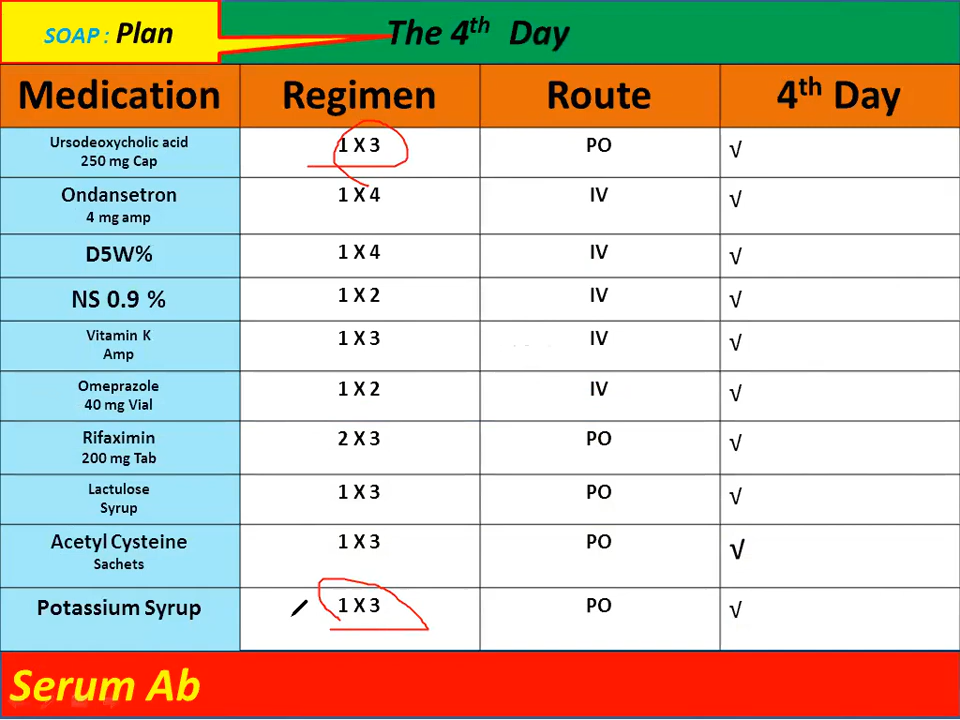 SOAP : Plan
The 4th Day
Medication Regimen Route 4th Day
Ursodeoxycholic acid
250 mg Cap
1 X 3 PO √
Ondansetron
4 mg amp
1 X 4 IV √
D5W% 1 X 4 IV √
NS 0.9 % 1 X 2 IV √
Vitamin K
Amp
1 X 3 IV √
Omeprazole
40 mg Vial
1 X 2 IV √
Rifaximin
200 mg Tab
2 X 3 PO √
Lactulose
Syrup
1 X 3 PO √
Acetyl Cysteine
Sachets
1 X 3 PO √
Potassium Syrup 1 X 3 PO √
Serum Ab